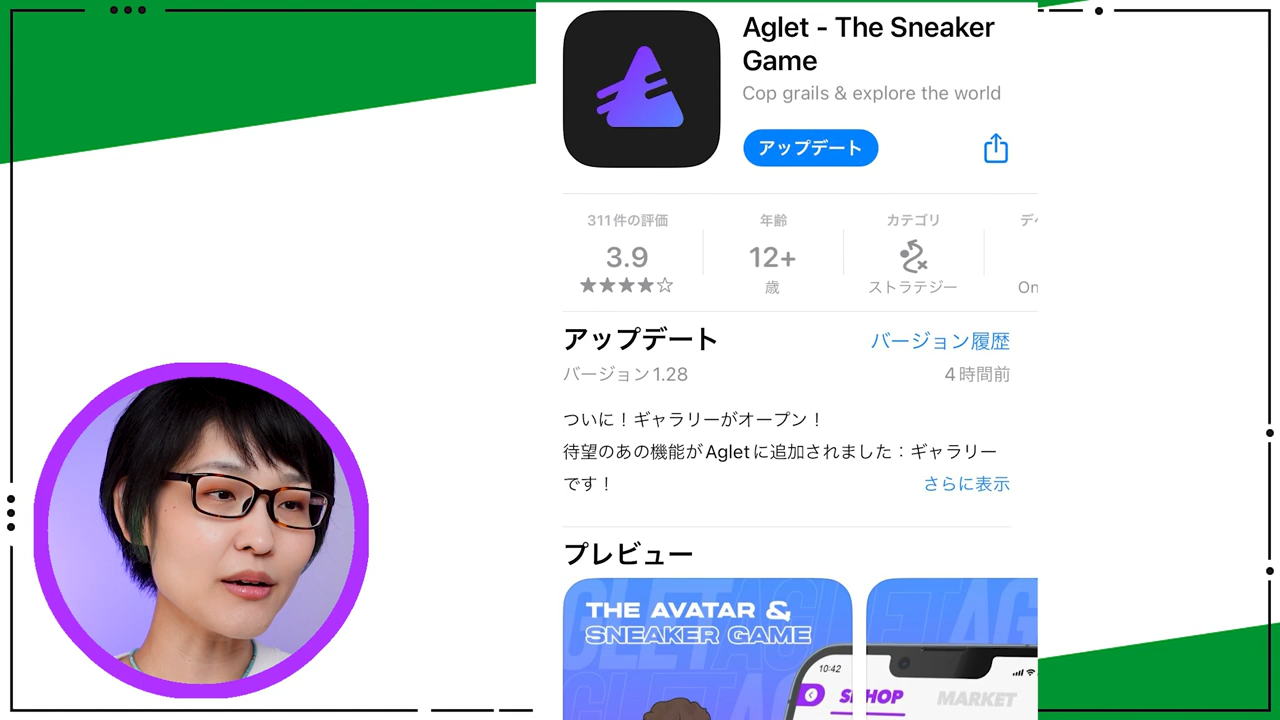 Aglet - The Sneaker
Game
Cop grails & explore the world
アップデート
311件の評価
年齢
カテゴリ
3.9
12+
歳
ストラテジー
On
アップデート
バージョン履歴
バージョン1.28
4時間前
ついに！ギャラリーがオープン！
待望のあの機能がAgletに追加されました：ギャラリー
です！
さらに表示
プレビュー
THE AVATAR &
SNEAKER GAME
10:42
SHOP
MARKET